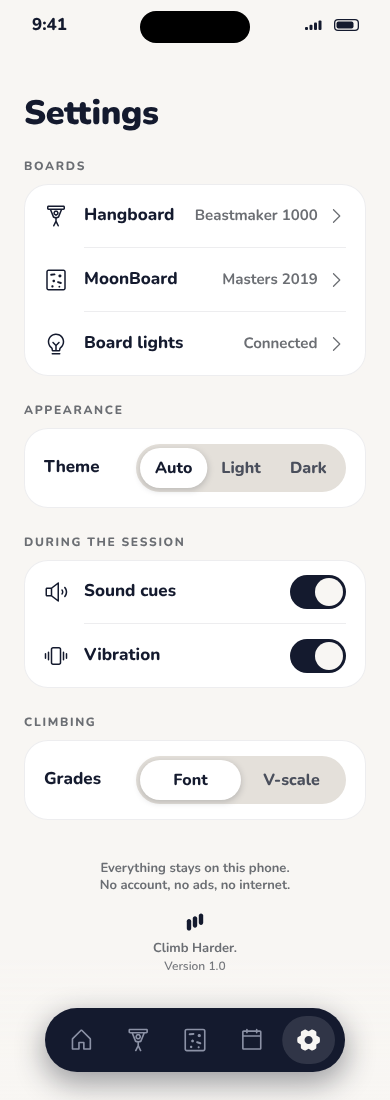 9:41
Settings
BOARDS
Hangboard Beastmaker 1000
MoonBoard Masters 2019
Board lights Connected
APPEARANCE
Theme Auto Light Dark
DURING THE SESSION
Sound cues
Vibration
CLIMBING
Grades Font V-scale
Everything stays on this phone.
No account, no ads, no internet.
Climb Harder.
Version 1.0